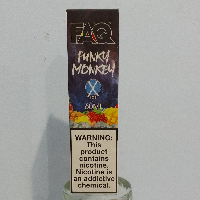 FAQ
FUNKY
MONKEY
X
60ML
WARNING:
This product
contains nicotine.
Nicotine is
an addictive
chemical.